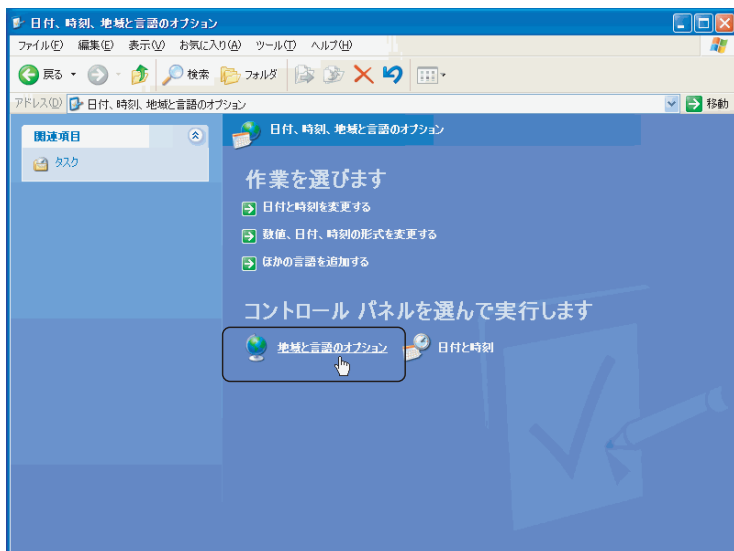 日付、時刻、地域と言語のオプション
ファイル(F) 編集(E) 表示(V) お気に入り(A) ツール(T) ヘルプ(H)
戻る 検索 フォルダ
アドレス(D) 日付、時刻、地域と言語のオプション 移動
関連項目
タスク
日付、時刻、地域と言語のオプション
作業を選びます
日付と時刻を変更する
数値、日付、時刻の形式を変更する
ほかの言語を追加する
コントロール パネルを選んで実行します
地域と言語のオプション 日付と時刻